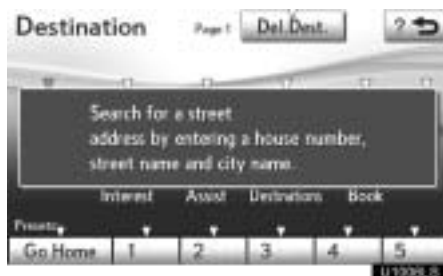 Destination Page 1 Del.Dest. ?
Search for a street
address by entering a house number,
street name and city name.
Interest Assist Destinations Book
Presets
Go Home 1 2 3 4 5